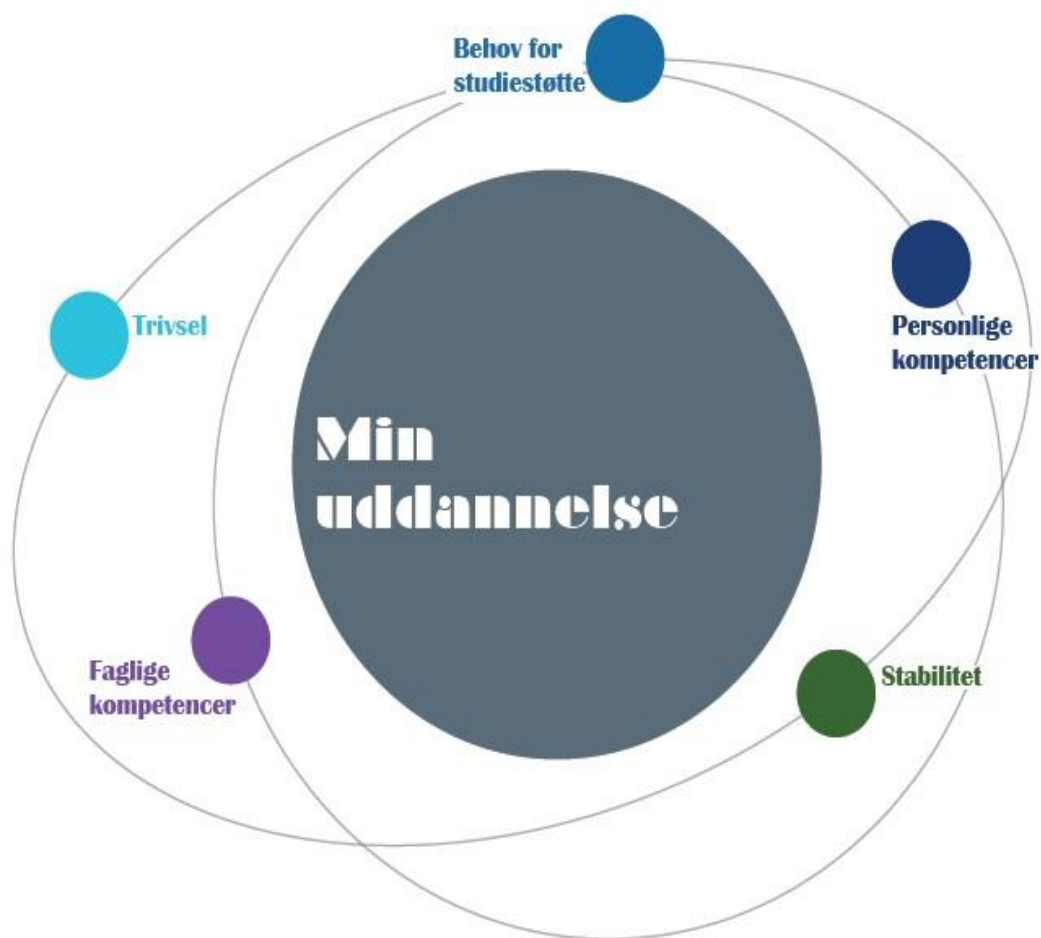 Behov for
studiestøtte
Trivsel
Personlige
kompetencer
Min
uddannelse
Faglige
kompetencer
Stabilitet